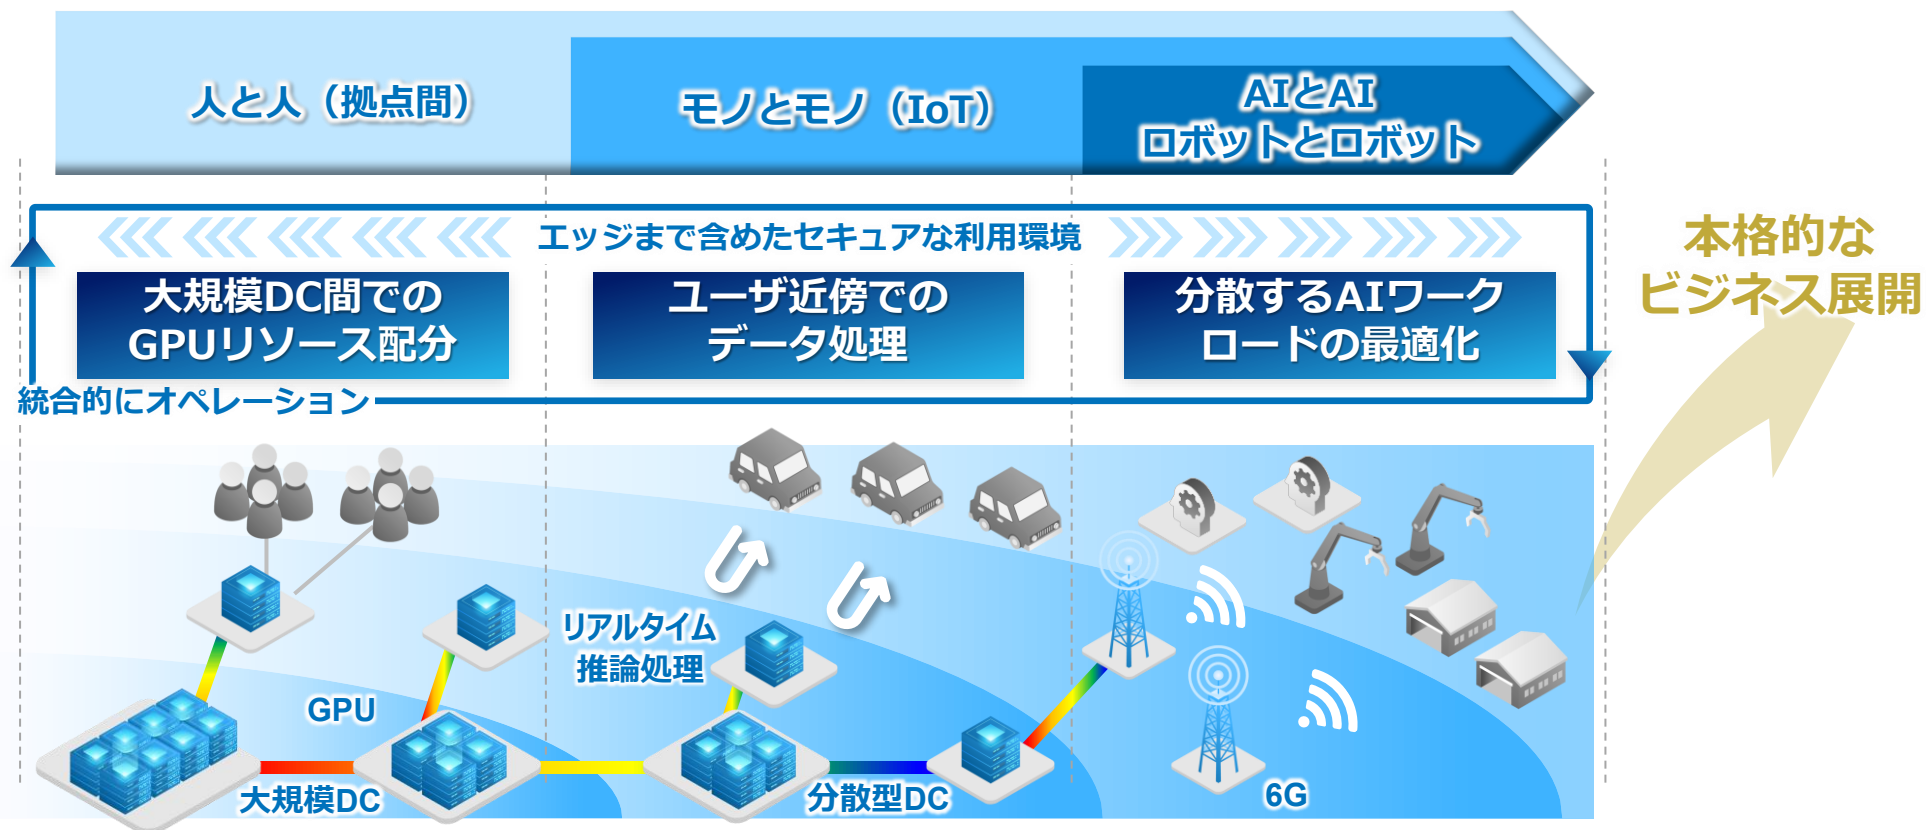 人と人（拠点間）
モノとモノ（IoT）
AIとAI
ロボットとロボット
エッジまで含めたセキュアな利用環境
大規模DC間での
GPUリソース配分
ユーザ近傍での
データ処理
分散するAIワーク
ロードの最適化
統合的にオペレーション
本格的な
ビジネス展開
リアルタイム
推論処理
GPU
大規模DC
分散型DC
6G